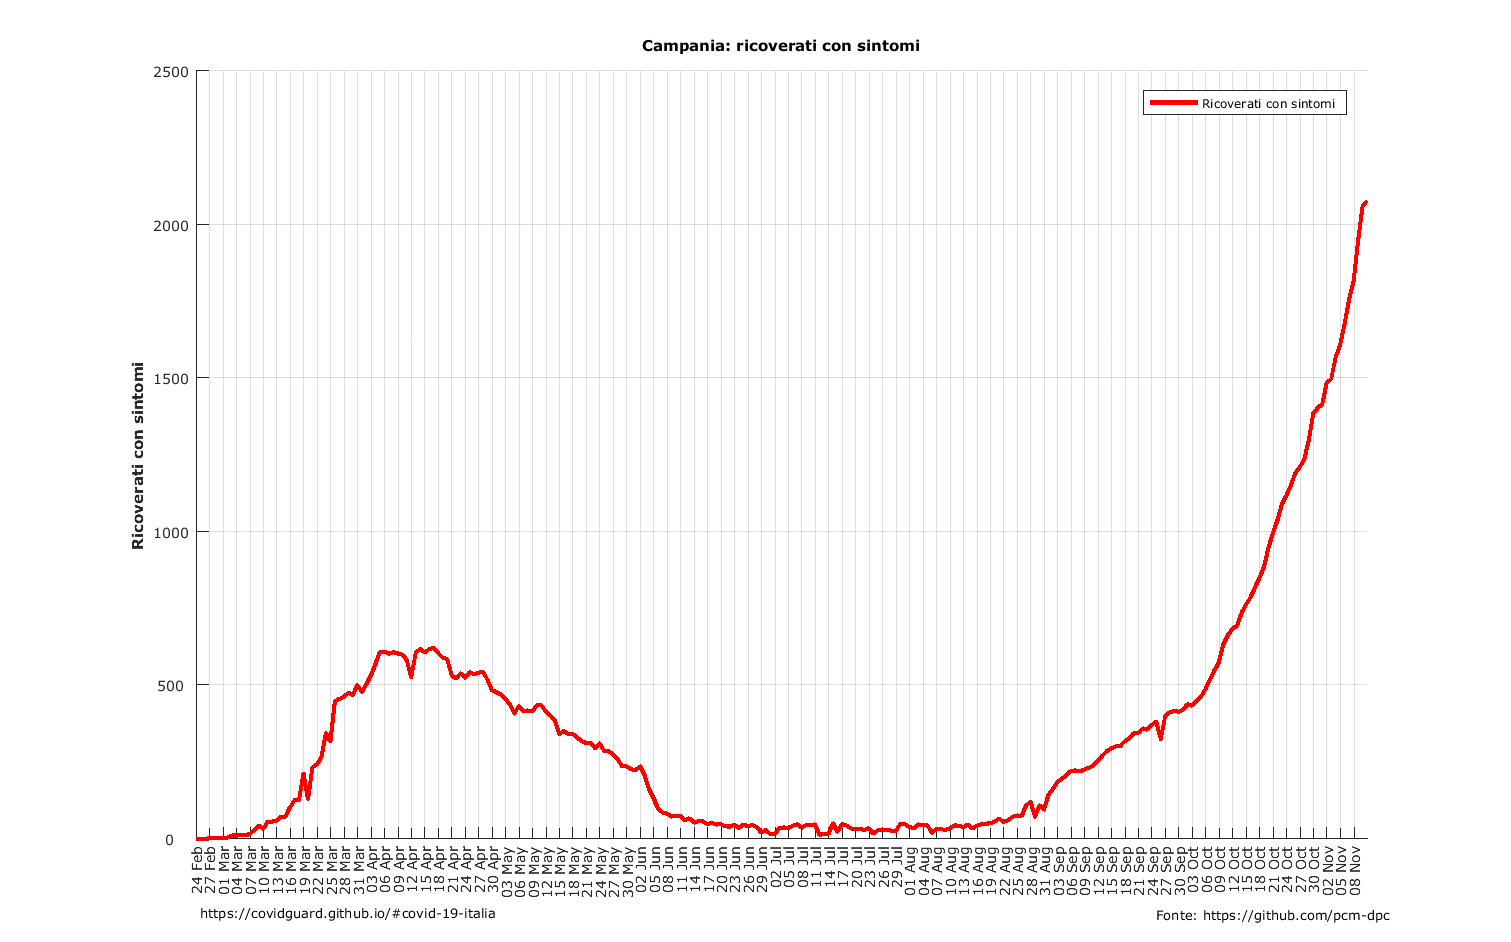 Campania: ricoverati con sintomi
Ricoverati con sintomi
Ricoverati con sintomi
2500
2000
1500
1000
500
0
24 Feb
27 Feb
01 Mar
04 Mar
07 Mar
10 Mar
13 Mar
16 Mar
19 Mar
22 Mar
25 Mar
28 Mar
31 Mar
03 Apr
06 Apr
09 Apr
12 Apr
15 Apr
18 Apr
21 Apr
24 Apr
27 Apr
30 Apr
03 May
06 May
09 May
12 May
15 May
18 May
21 May
24 May
27 May
30 May
02 Jun
05 Jun
08 Jun
11 Jun
14 Jun
17 Jun
20 Jun
23 Jun
26 Jun
29 Jun
02 Jul
05 Jul
08 Jul
11 Jul
14 Jul
17 Jul
20 Jul
23 Jul
26 Jul
29 Jul
01 Aug
04 Aug
07 Aug
10 Aug
13 Aug
16 Aug
19 Aug
22 Aug
25 Aug
28 Aug
31 Aug
03 Sep
06 Sep
09 Sep
12 Sep
15 Sep
18 Sep
21 Sep
24 Sep
27 Sep
30 Sep
03 Oct
06 Oct
09 Oct
12 Oct
15 Oct
18 Oct
21 Oct
24 Oct
27 Oct
30 Oct
02 Nov
05 Nov
08 Nov
https://covidguard.github.io/#covid-19-italia
Fonte: https://github.com/pcm-dpc